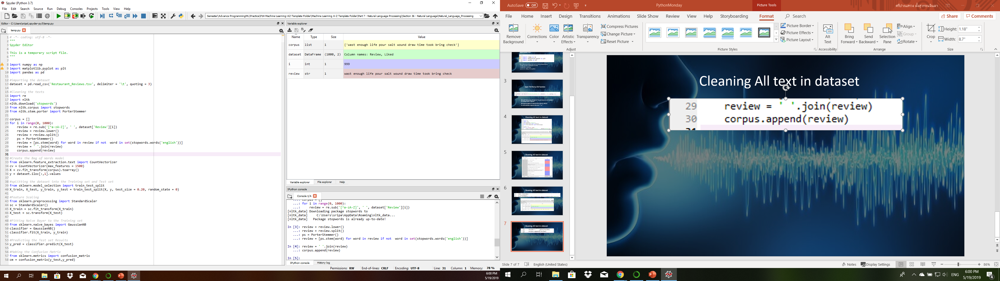 Spyder (Python 3.7)
File Edit Search Source Run Debug Consoles Projects Tools View Help
Semester\Advance ProgrammingML\Practice\P14-Machine-Learning-AZ-Template-Folder\Machine Learning A-Z Template Folder\Part 7 - Natural Language Processing\Section 36 - Natural Language\Natural_Language_Processing
Editor - C:\Users\sripa\.spyder-py3\temp.py
temp.py
1 # -*- coding: utf-8 -*-
2 """
3 Spyder Editor
4
5 This is a temporary script file.
6 """
7
8 import numpy as np
9 import matplotlib.pyplot as plt
10 import pandas as pd
11
12 #importing the dataset
13 dataset = pd.read_csv('Restaurant_Reviews.tsv', delimiter = '\t', quoting = 3)
14
15 #Cleaning the texts
16 import re
17 import nltk
18 nltk.download('stopwords')
19 from nltk.corpus import stopwords
20 from nltk.stem.porter import PorterStemmer
21
22 corpus = []
23 for i in range(0, 1000):
24     review = re.sub('[^a-zA-Z]', ' ', dataset['Review'][i])
25     review = review.lower()
26     review = review.split()
27     ps = PorterStemmer()
28     review = [ps.stem(word) for word in review if not  word in set(stopwords.words('english'))]
29     review = ' '.join(review)
30     corpus.append(review)
31
32 #Create the Bag of Words model
33 from sklearn.feature_extraction.text import CountVectorizer
34 cv = CountVectorizer(max_features = 1500)
35 X = cv.fit_transform(corpus).toarray()
36 y = dataset.iloc[:,1].values
37
38 #splitting the dataset into the Training set and Test set
39 from sklearn.model_selection import train_test_split
40 X_train, X_test, y_train, y_test = train_test_split(X, y, test_size = 0.20, random_state = 0)
41
42 #Feature Scaling
43 from sklearn.preprocessing import StandardScaler
44 sc = StandardScaler()
45 X_train = sc.fit_transform(X_train)
46 X_test = sc.transform(X_test)
47
48 #Fitting Naive Bayer to the Training set
49 from sklearn.naive_bayes import GaussianNB
50 classifier = GaussianNB()
51 classifier.fit(X_train, y_train)
52
53 #Predicting the Test set Results
54 y_pred = classifier.predict(X_test)
55
56 #Making the Confusion Matrix
57 from sklearn.metrics import confusion_matrix
58 cm = confusion_matrix(y_test,y_pred)
Variable explorer
Name Type Size Value
corpus list 1 ['wast enough life pour salt wound draw time took bring check']
dataset DataFrame (1000, 2) Column names: Review, Liked
i int 1 999
review str 1 wast enough life pour salt wound draw time took bring check
Variable explorer File explorer Help
IPython console
Console 1/A
...: corpus = []
...: for i in range(0, 1000):
...:     review = re.sub('[^a-zA-Z]', ' ', dataset['Review'][i])
[nltk_data] Downloading package stopwords to
[nltk_data]     C:\Users\sripa\AppData\Roaming\nltk_data...
[nltk_data]   Package stopwords is already up-to-date!
In [3]: review = review.lower()
...: review = review.split()
...: ps = PorterStemmer()
...: review = [ps.stem(word) for word in review if not  word in set(stopwords.words('english'))]
In [4]: review = ' '.join(review)
...: corpus.append(review)
In [5]:
IPython console History log
Permissions: RW End-of-lines: CRLF Encoding: UTF-8 Line: 31 Column: 1 Memory: 78 %
6:00 PM
5/19/2019
AutoSave Off
PythonMonday
Picture Tools
File Home Insert Design Transitions Animations Slide Show Review View Help Storyboarding Format Search Share Comments
Remove Background
Corrections
Color
Artistic Effects
Transparency
Compress Pictures
Change Picture
Reset Picture
Adjust
Picture Styles
Picture Border
Picture Effects
Picture Layout
Alt Text
Accessibility
Bring Forward
Send Backward
Selection Pane
Align
Group
Rotate
Arrange
Crop
Height: 1.18"
Width: 8.7"
Size
3
Open TSV file by CSV function
4
Cleaning All text in dataset
5
Cleaning All text in dataset
6
Cleaning All text in dataset
7
Cleaning All text in dataset
Cleaning All text in dataset
29 review = ' '.join(review)
30 corpus.append(review)
31
Slide 7 of 7 English (United States) Notes Display Settings 86%
ENG
6:00 PM
5/19/2019
4